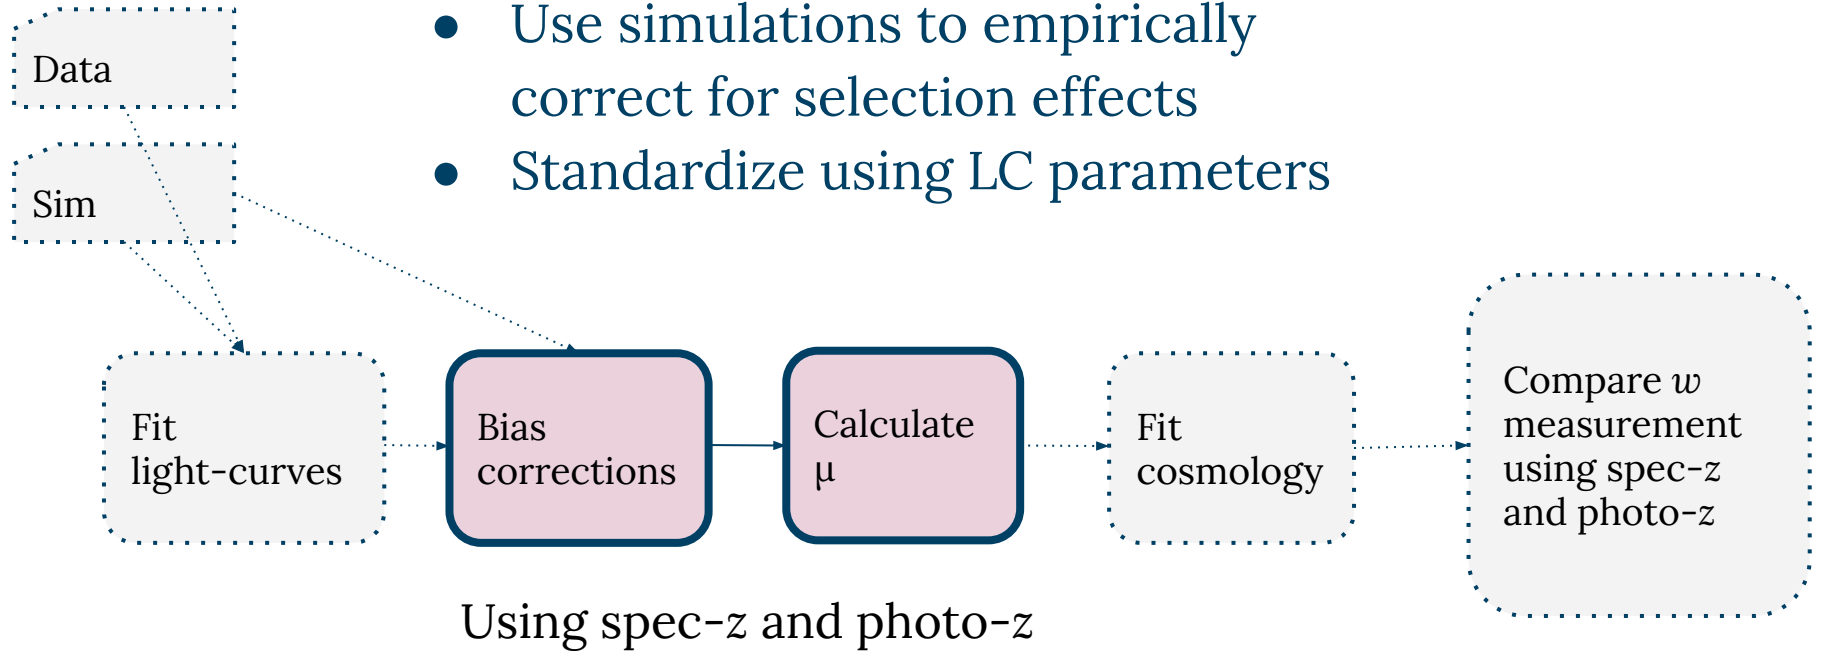 ● Use simulations to empirically
correct for selection effects
● Standardize using LC parameters
Data
Sim
Fit
light-curves
Bias
corrections
Calculate
μ
Fit
cosmology
Compare w
measurement
using spec-z
and photo-z
Using spec-z and photo-z